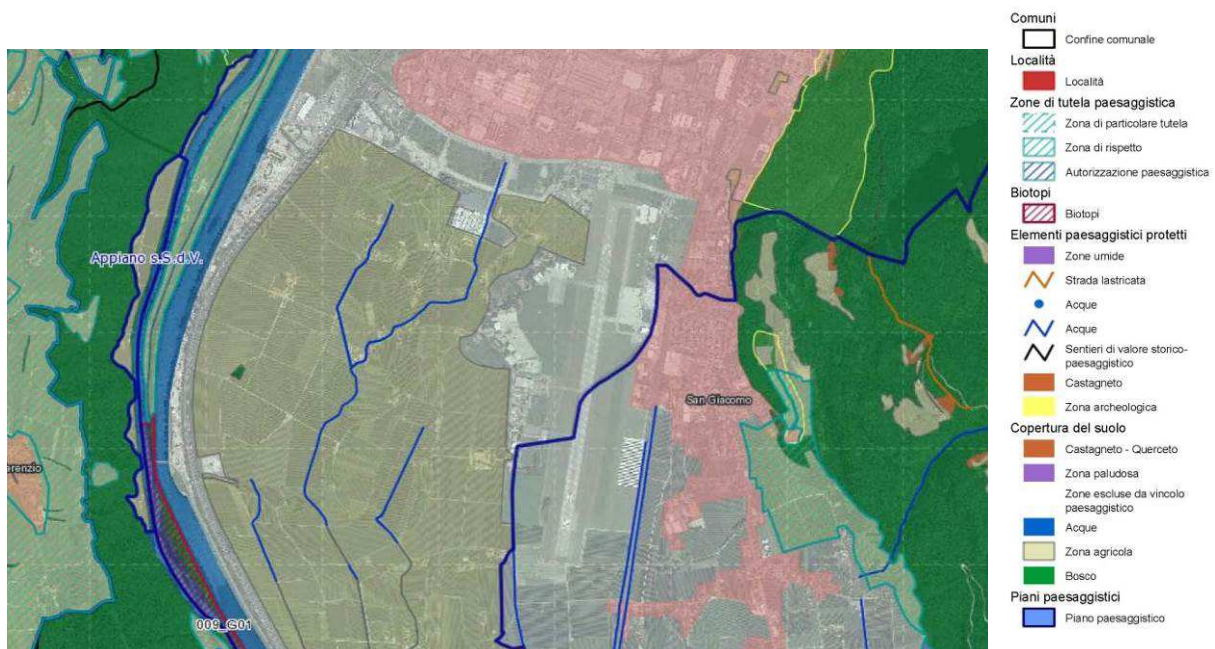 Comuni
Confine comunale
Località
Località
Zone di tutela paesaggistica
Zona di particolare tutela
Zona di rispetto
Autorizzazione paesaggistica
Biotopi
Biotopi
Elementi paesaggistici protetti
Zone umide
Strada lastricata
Acque
Acque
Sentieri di valore storico-
paesaggistico
Castagneto
Zona archeologica
Copertura del suolo
Castagneto - Querceto
Zona paludosa
Zone escluse da vincolo
paesaggistico
Acque
Zona agricola
Bosco
Piani paesaggistici
Piano paesaggistico
Appiano s.S.d.V.
San Giacomo
erenzio
009_G01